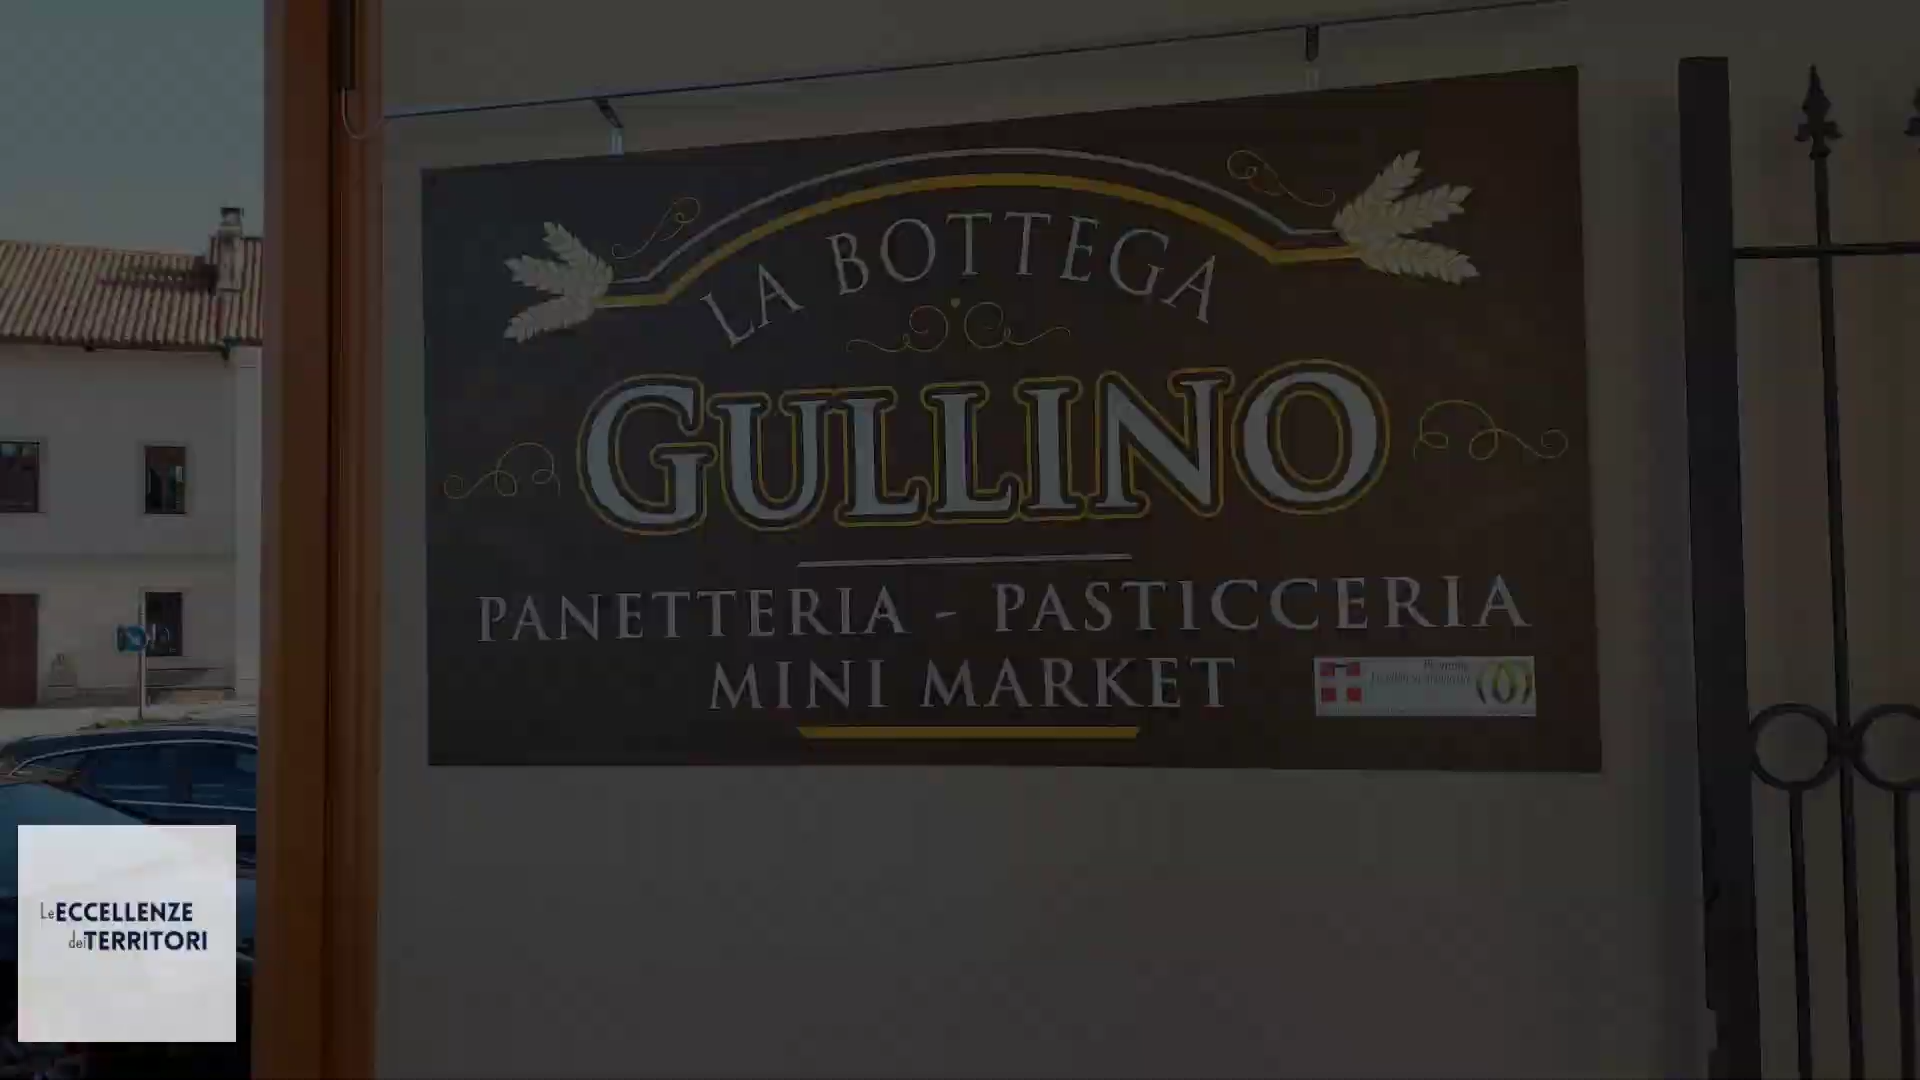 LA BOTTEGA
GULLINO
PANETTERIA - PASTICCERIA
MINI MARKET
Le ECCELLENZE
dei TERRITORI